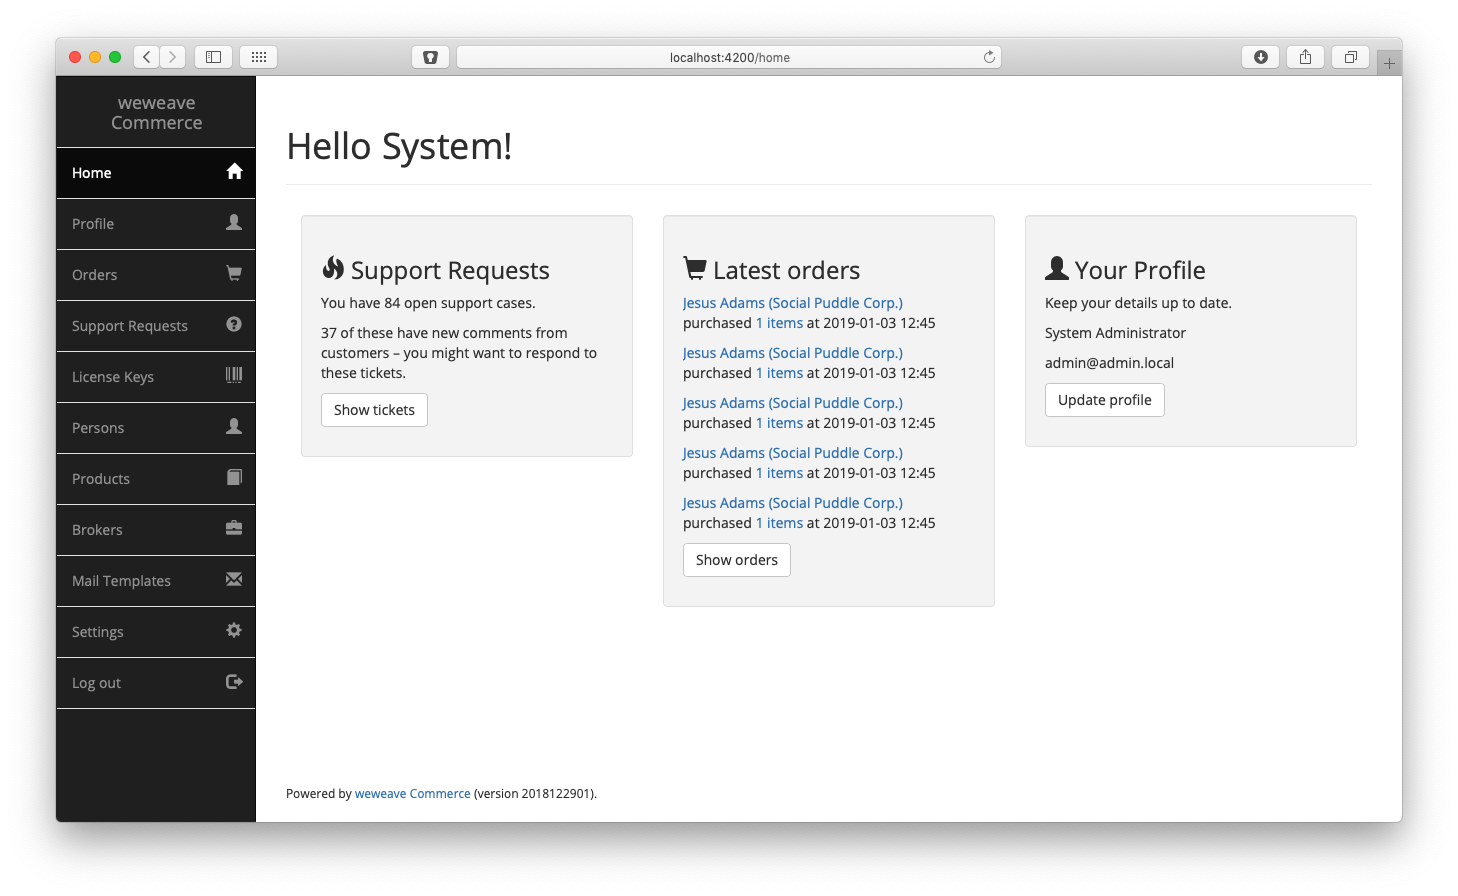 localhost:4200/home
weweave
Commerce
Home
Profile
Orders
Support Requests
License Keys
Persons
Products
Brokers
Mail Templates
Settings
Log out
Hello System!
Support Requests
You have 84 open support cases.
37 of these have new comments from
customers – you might want to respond to
these tickets.
Show tickets
Latest orders
Jesus Adams (Social Puddle Corp.)
purchased 1 items at 2019-01-03 12:45
Jesus Adams (Social Puddle Corp.)
purchased 1 items at 2019-01-03 12:45
Jesus Adams (Social Puddle Corp.)
purchased 1 items at 2019-01-03 12:45
Jesus Adams (Social Puddle Corp.)
purchased 1 items at 2019-01-03 12:45
Jesus Adams (Social Puddle Corp.)
purchased 1 items at 2019-01-03 12:45
Show orders
Your Profile
Keep your details up to date.
System Administrator
admin@admin.local
Update profile
Powered by weweave Commerce (version 2018122901).